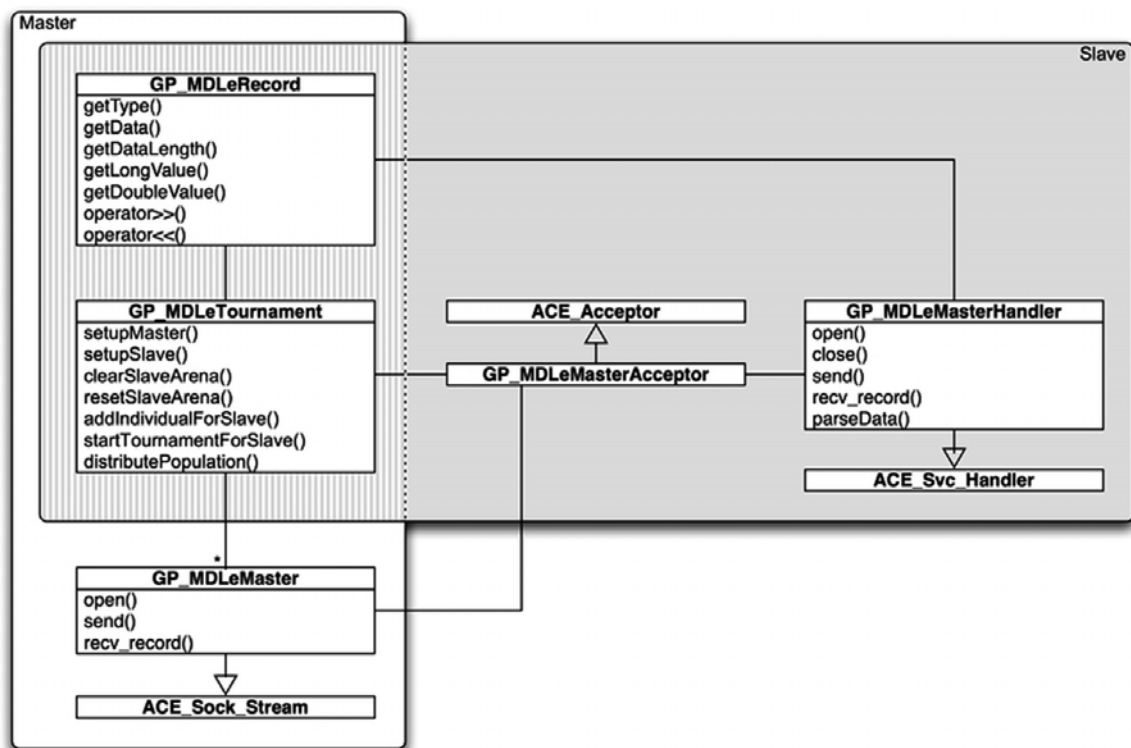 Master
Slave
GP_MDLeRecord
getType()
getData()
getDataLength()
getLongValue()
getDoubleValue()
operator>>()
operator<<()
GP_MDLeTournament
setupMaster()
setupSlave()
clearSlaveArena()
resetSlaveArena()
addIndividualForSlave()
startTournamentForSlave()
distributePopulation()
ACE_Acceptor
GP_MDLeMasterAcceptor
GP_MDLeMasterHandler
open()
close()
send()
recv_record()
parseData()
ACE_Svc_Handler
*
GP_MDLeMaster
open()
send()
recv_record()
ACE_Sock_Stream